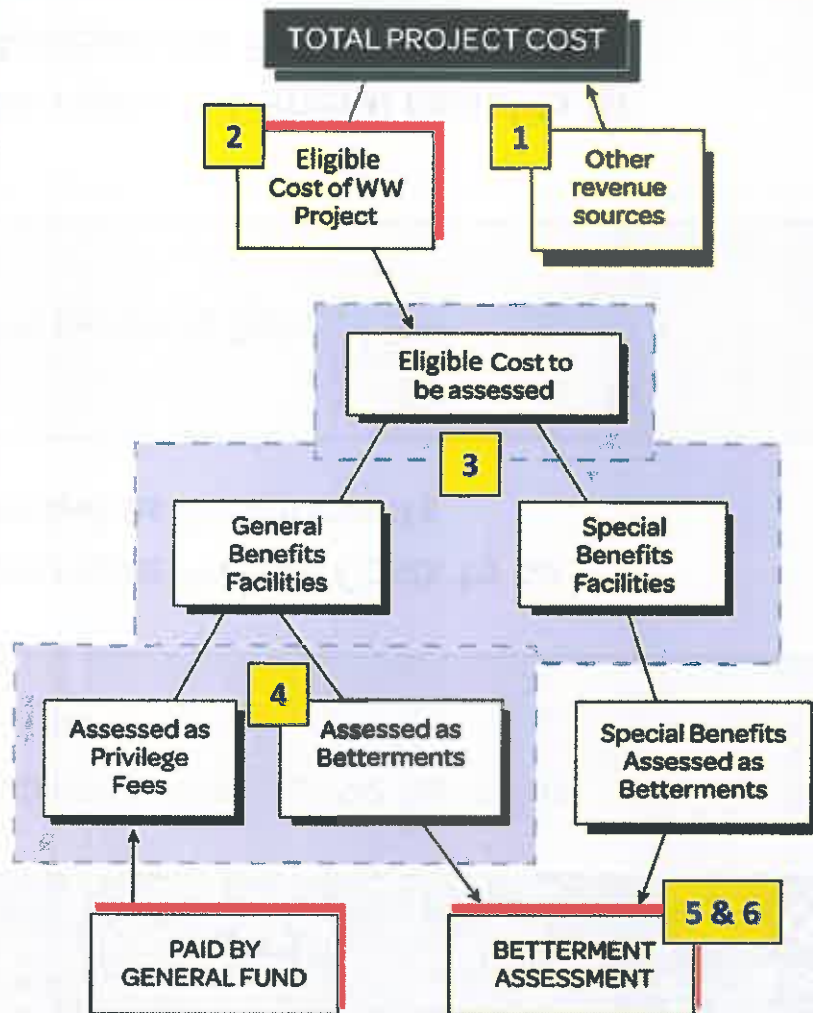 TOTAL PROJECT COST
2
Eligible
Cost of WW
Project
1
Other
revenue
sources
Eligible Cost to
be assessed
3
General
Benefits
Facilities
Special
Benefits
Facilities
4
Assessed as
Privilege
Fees
Assessed as
Betterments
Special Benefits
Assessed as
Betterments
5 & 6
PAID BY
GENERAL FUND
BETTERMENT
ASSESSMENT